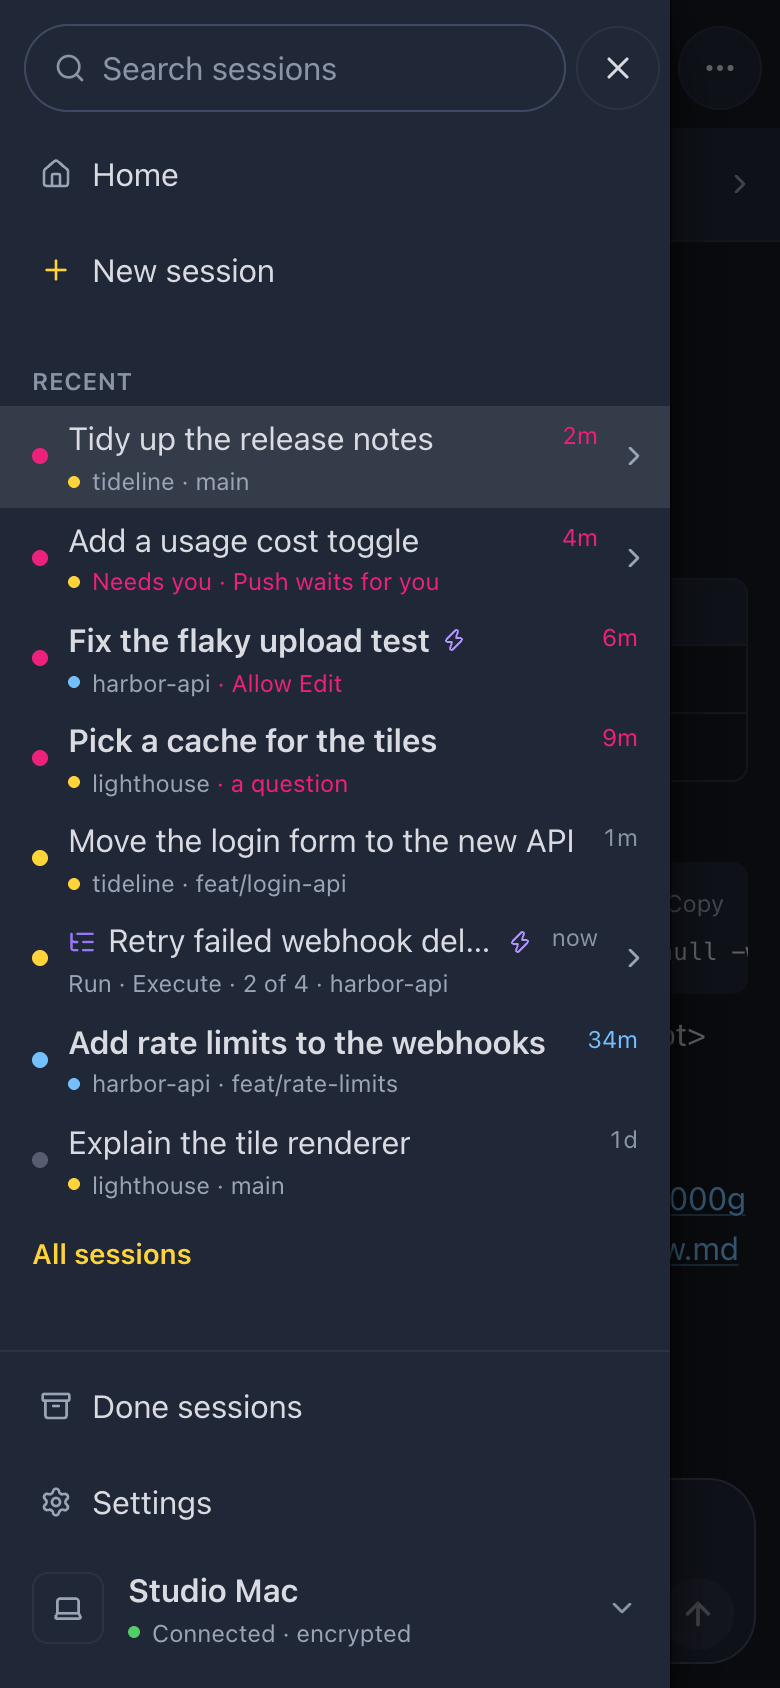 Search sessions
Home
New session
RECENT
Tidy up the release notes 2m
tideline · main
Add a usage cost toggle 4m
Needs you · Push waits for you
Fix the flaky upload test 6m
harbor-api · Allow Edit
Pick a cache for the tiles 9m
lighthouse · a question
Move the login form to the new API 1m
tideline · feat/login-api
Copy
Retry failed webhook del... now
Run · Execute · 2 of 4 · harbor-api
Add rate limits to the webhooks 34m
harbor-api · feat/rate-limits
Explain the tile renderer 1d
lighthouse · main
000g
w.md
All sessions
Done sessions
Settings
Studio Mac
Connected · encrypted